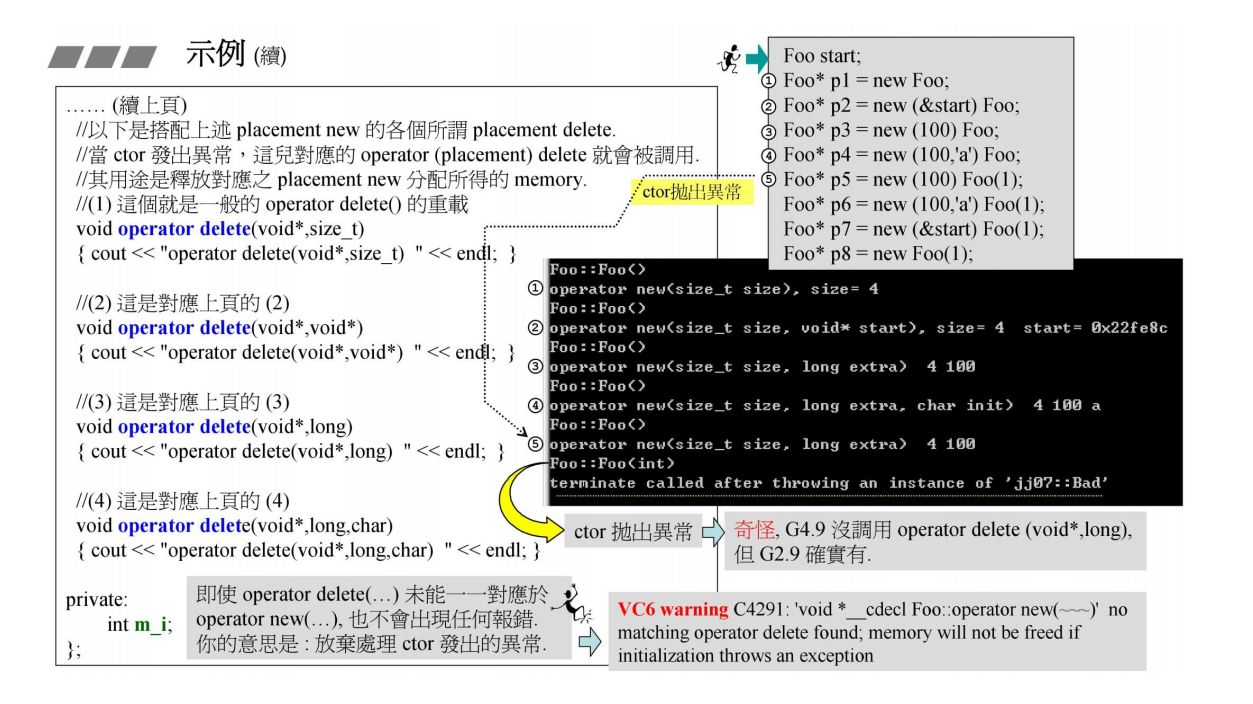 示例 (續)
…… (續上頁)
//以下是搭配上述 placement new 的各個所謂 placement delete.
//當 ctor 發出異常，這兒對應的 operator (placement) delete 就會被調用.
//其用途是釋放對應之 placement new 分配所得的 memory.
//(1) 這個就是一般的 operator delete() 的重載
void operator delete(void*,size_t)
{ cout << "operator delete(void*,size_t)  " << endl;  }
//(2) 這是對應上頁的 (2)
void operator delete(void*,void*)
{ cout << "operator delete(void*,void*)  " << endl;  }
//(3) 這是對應上頁的 (3)
void operator delete(void*,long)
{ cout << "operator delete(void*,long)  " << endl;  }
//(4) 這是對應上頁的 (4)
void operator delete(void*,long,char)
{ cout << "operator delete(void*,long,char)  " << endl; }
private:
int m_i;
};
即使 operator delete(…) 未能一一對應於
operator new(…), 也不會出現任何報錯.
你的意思是 : 放棄處理 ctor 發出的異常.
ctor拋出異常
Foo start;
① Foo* p1 = new Foo;
② Foo* p2 = new (&start) Foo;
③ Foo* p3 = new (100) Foo;
④ Foo* p4 = new (100,'a') Foo;
⑤ Foo* p5 = new (100) Foo(1);
Foo* p6 = new (100,'a') Foo(1);
Foo* p7 = new (&start) Foo(1);
Foo* p8 = new Foo(1);
Foo::Foo()
① operator new(size_t size), size= 4
Foo::Foo()
② operator new(size_t size, void* start), size= 4  start= 0x22fe8c
Foo::Foo()
③ operator new(size_t size, long extra)  4 100
Foo::Foo()
④ operator new(size_t size, long extra, char init)  4 100 a
Foo::Foo()
⑤ operator new(size_t size, long extra)  4 100
Foo::Foo(int)
terminate called after throwing an instance of 'jj07::Bad'
ctor 拋出異常
奇怪, G4.9 沒調用 operator delete (void*,long),
但 G2.9 確實有.
VC6 warning C4291: 'void *__cdecl Foo::operator new(~~~)'  no
matching operator delete found; memory will not be freed if
initialization throws an exception